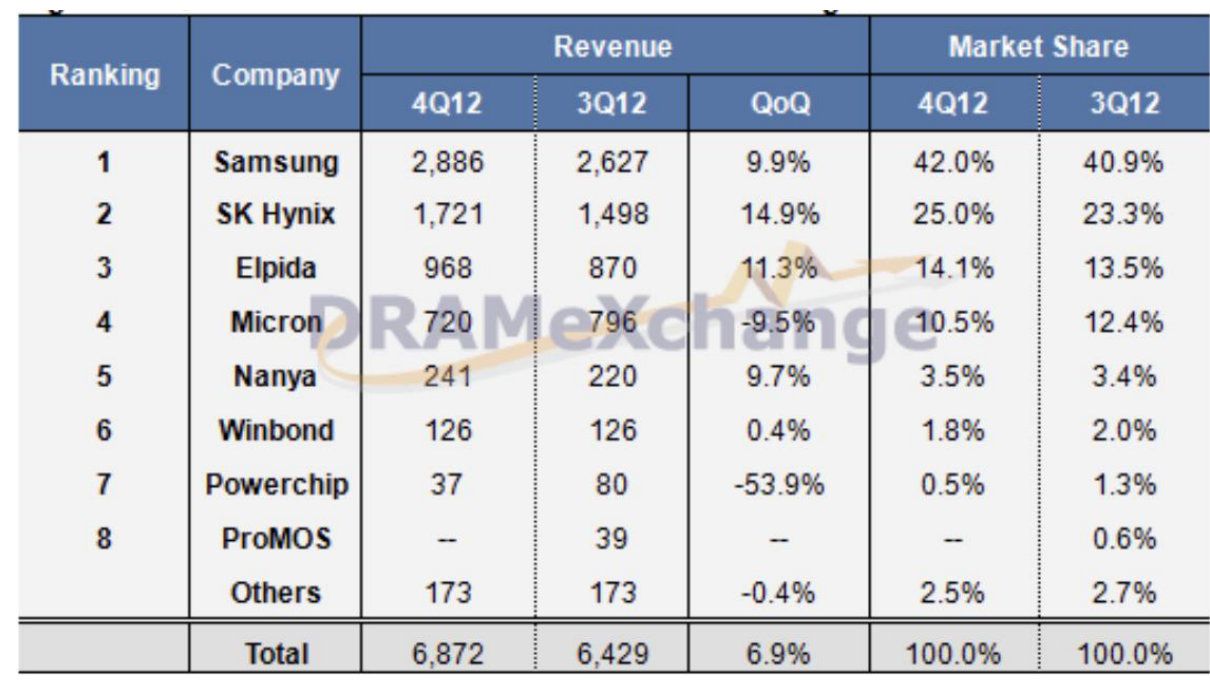 Ranking Company Revenue Market Share
4Q12 3Q12 QoQ 4Q12 3Q12
1 Samsung 2,886 2,627 9.9% 42.0% 40.9%
2 SK Hynix 1,721 1,498 14.9% 25.0% 23.3%
3 Elpida 968 870 11.3% 14.1% 13.5%
4 Micron 720 796 -9.5% 10.5% 12.4%
DRAMeXchange
5 Nanya 241 220 9.7% 3.5% 3.4%
6 Winbond 126 126 0.4% 1.8% 2.0%
7 Powerchip 37 80 -53.9% 0.5% 1.3%
8 ProMOS -- 39 -- -- 0.6%
Others 173 173 -0.4% 2.5% 2.7%
Total 6,872 6,429 6.9% 100.0% 100.0%